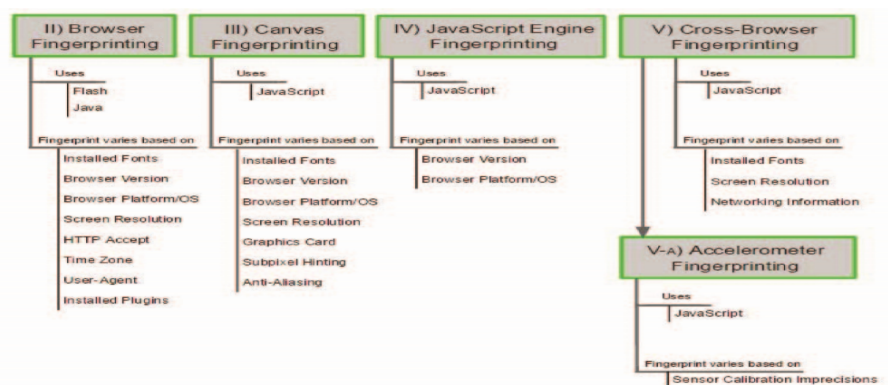 II) Browser
Fingerprinting
Uses
Flash
Java
Fingerprint varies based on
Installed Fonts
Browser Version
Browser Platform/OS
Screen Resolution
HTTP Accept
Time Zone
User-Agent
Installed Plugins
III) Canvas
Fingerprinting
Uses
JavaScript
Fingerprint varies based on
Installed Fonts
Browser Version
Browser Platform/OS
Screen Resolution
Graphics Card
Subpixel Hinting
Anti-Aliasing
IV) JavaScript Engine
Fingerprinting
Uses
JavaScript
Fingerprint varies based on
Browser Version
Browser Platform/OS
V) Cross-Browser
Fingerprinting
Uses
JavaScript
Fingerprint varies based on
Installed Fonts
Screen Resolution
Networking Information
V-A) Accelerometer
Fingerprinting
Uses
JavaScript
Fingerprint varies based on
Sensor Calibration Imprecisions